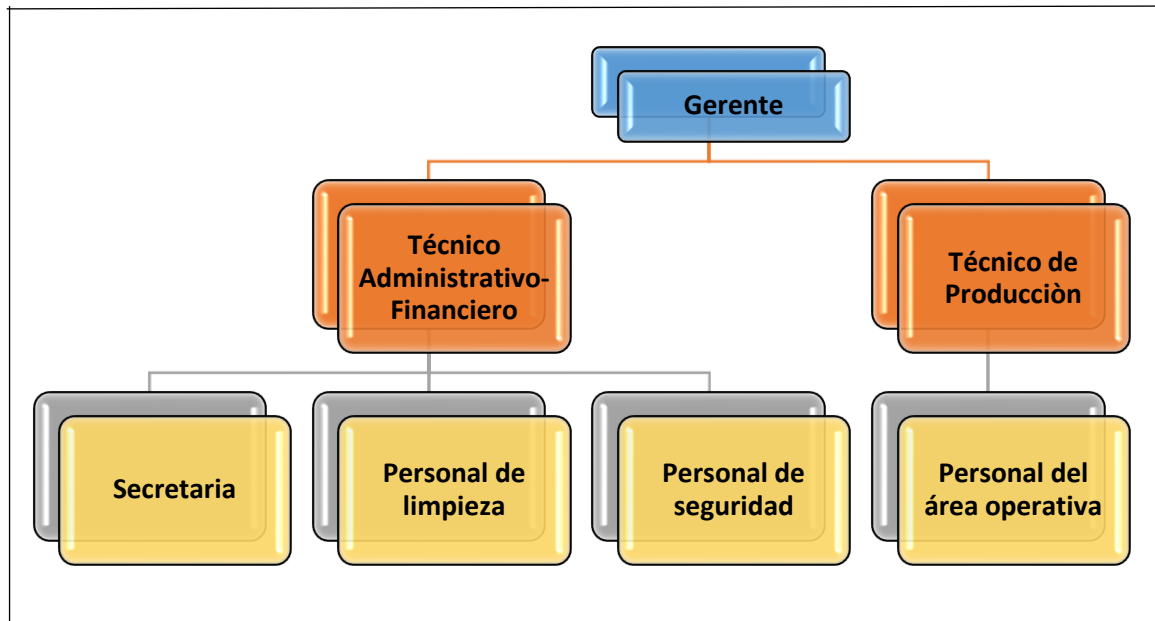 Gerente
Técnico
Administrativo-
Financiero
Técnico de
Producciòn
Secretaria
Personal de
limpieza
Personal de
seguridad
Personal del
área operativa